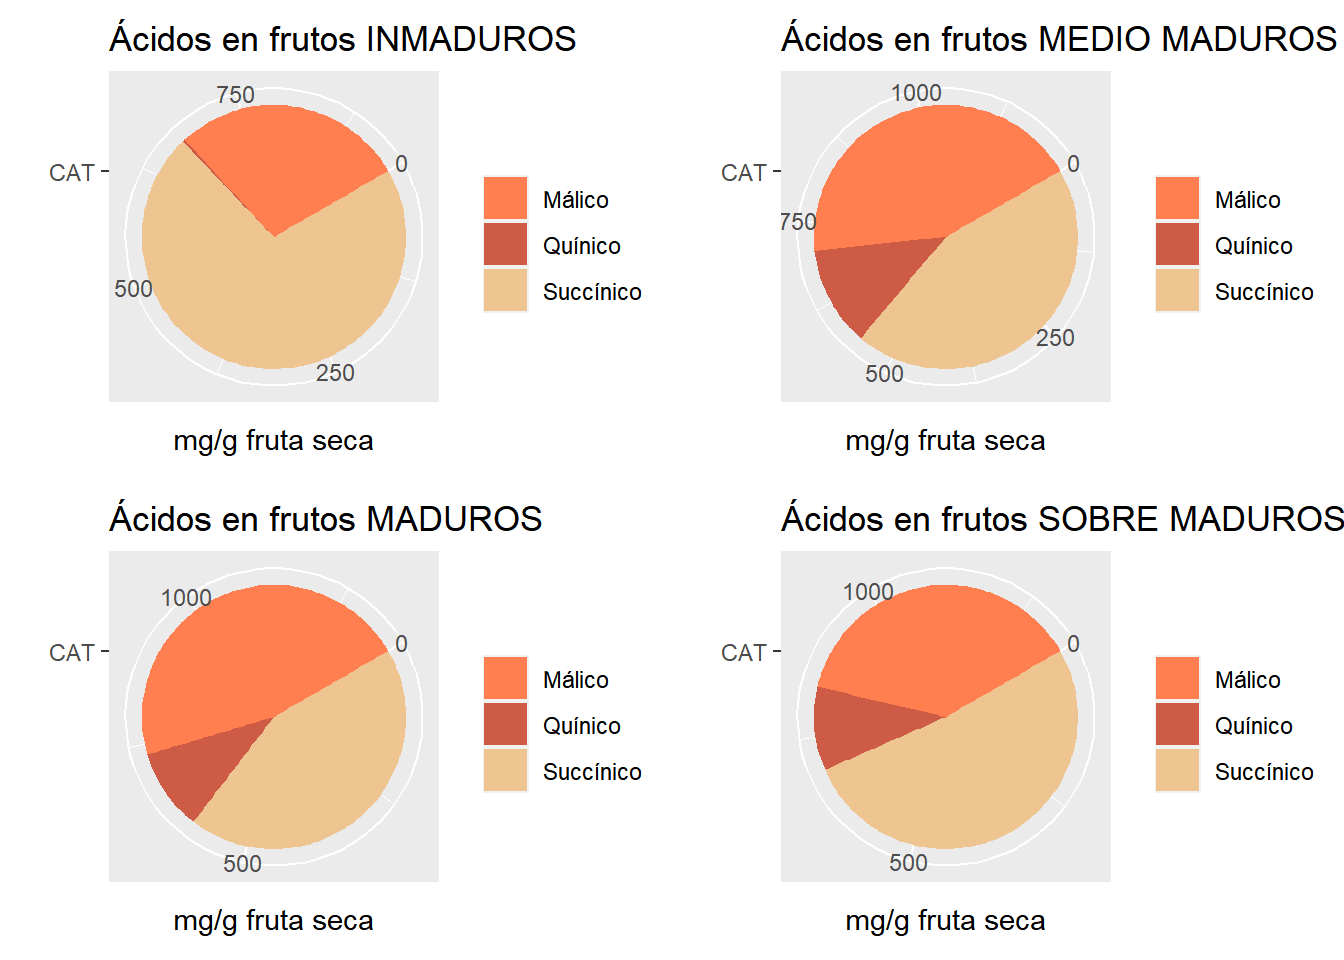 Ácidos en frutos INMADUROS
750
0
CAT
500
250
Málico
Quínico
Succínico
mg/g fruta seca
Ácidos en frutos MEDIO MADUROS
1000
0
CAT
750
250
500
Málico
Quínico
Succínico
mg/g fruta seca
Ácidos en frutos MADUROS
1000
0
CAT
500
Málico
Quínico
Succínico
mg/g fruta seca
Ácidos en frutos SOBRE MADUROS
1000
0
CAT
500
Málico
Quínico
Succínico
mg/g fruta seca